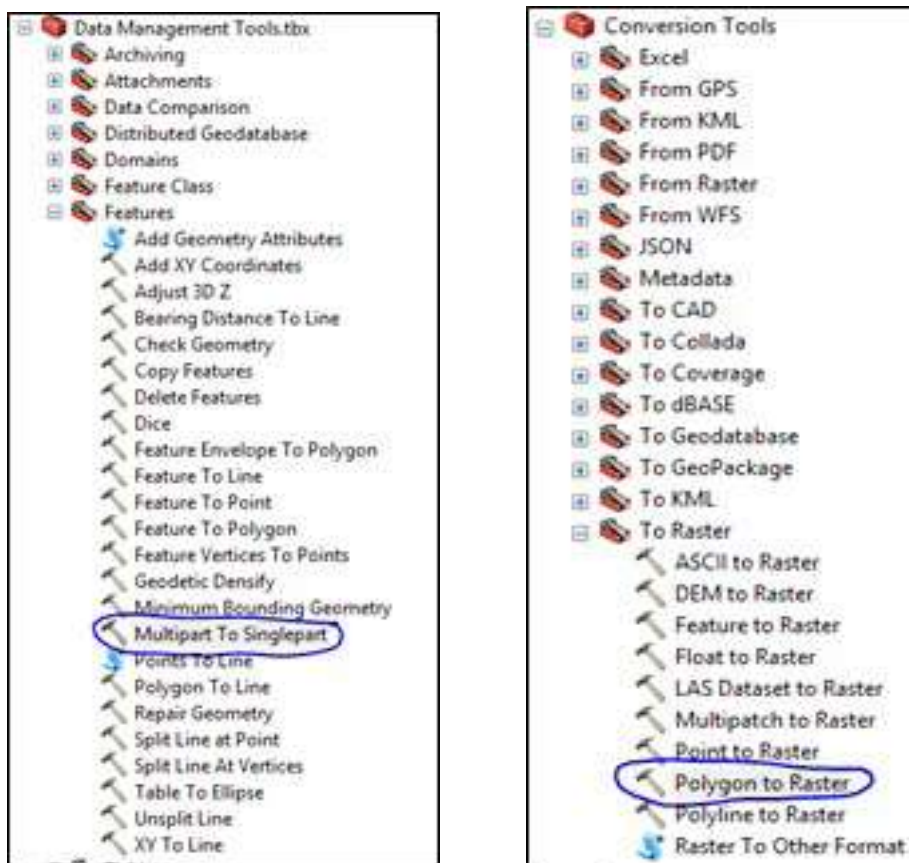 Data Management Tools.tbx
Archiving
Attachments
Data Comparison
Distributed Geodatabase
Domains
Feature Class
Features
Add Geometry Attributes
Add XY Coordinates
Adjust 3D Z
Bearing Distance To Line
Check Geometry
Copy Features
Delete Features
Dice
Feature Envelope To Polygon
Feature To Line
Feature To Point
Feature To Polygon
Feature Vertices To Points
Geodetic Densify
Minimum Bounding Geometry
Multipart To Singlepart
Points To Line
Polygon To Line
Repair Geometry
Split Line at Point
Split Line At Vertices
Table To Ellipse
Unsplit Line
XY To Line
Conversion Tools
Excel
From GPS
From KML
From PDF
From Raster
From WFS
JSON
Metadata
To CAD
To Collada
To Coverage
To dBASE
To Geodatabase
To GeoPackage
To KML
To Raster
ASCII to Raster
DEM to Raster
Feature to Raster
Float to Raster
LAS Dataset to Raster
Multipatch to Raster
Point to Raster
Polygon to Raster
Polyline to Raster
Raster To Other Format